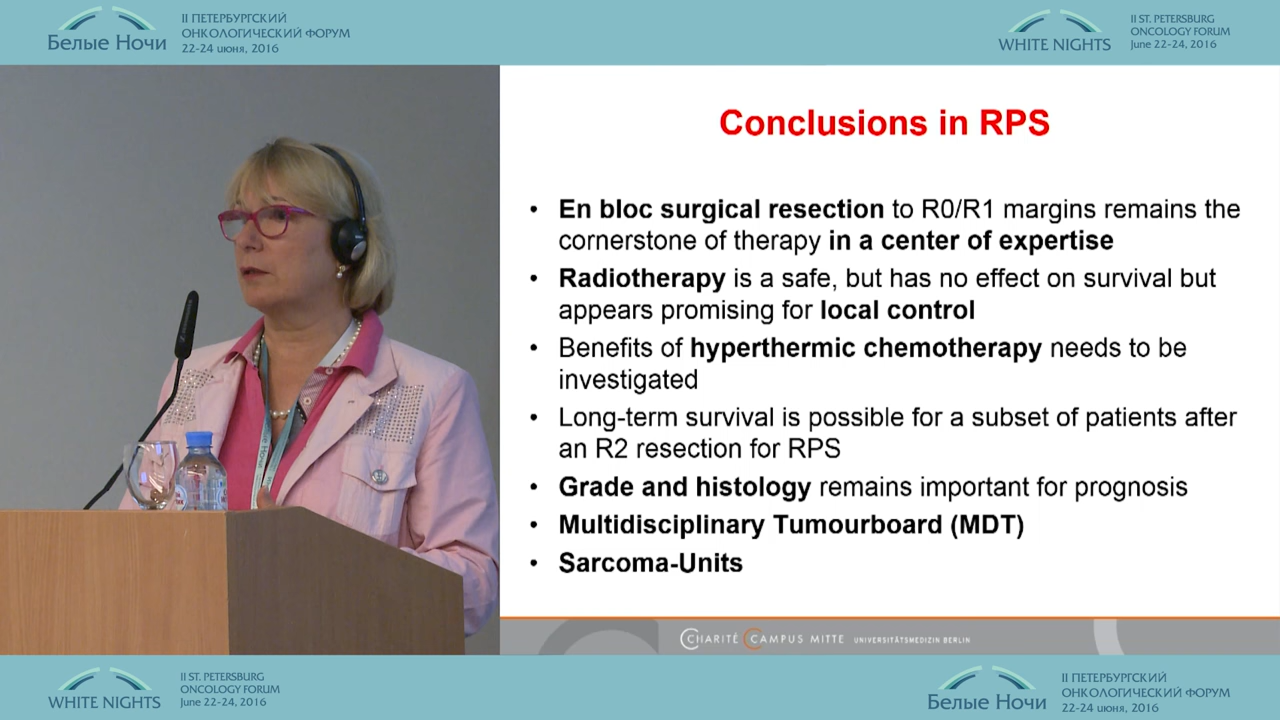 Белые Ночи
II ПЕТЕРБУРГСКИЙ
ОНКОЛОГИЧЕСКИЙ ФОРУМ
22-24 июня, 2016
WHITE NIGHTS
II ST. PETERSBURG
ONCOLOGY FORUM
June 22-24, 2016
Conclusions in RPS
• En bloc surgical resection to R0/R1 margins remains the
cornerstone of therapy in a center of expertise
• Radiotherapy is a safe, but has no effect on survival but
appears promising for local control
• Benefits of hyperthermic chemotherapy needs to be
investigated
• Long-term survival is possible for a subset of patients after
an R2 resection for RPS
• Grade and histology remains important for prognosis
• Multidisciplinary Tumourboard (MDT)
• Sarcoma-Units
CHARITÉ CAMPUS MITTE UNIVERSITÄTSMEDIZIN BERLIN
WHITE NIGHTS
II ST. PETERSBURG
ONCOLOGY FORUM
June 22-24, 2016
Белые Ночи
II ПЕТЕРБУРГСКИЙ
ОНКОЛОГИЧЕСКИЙ ФОРУМ
22-24 июня, 2016